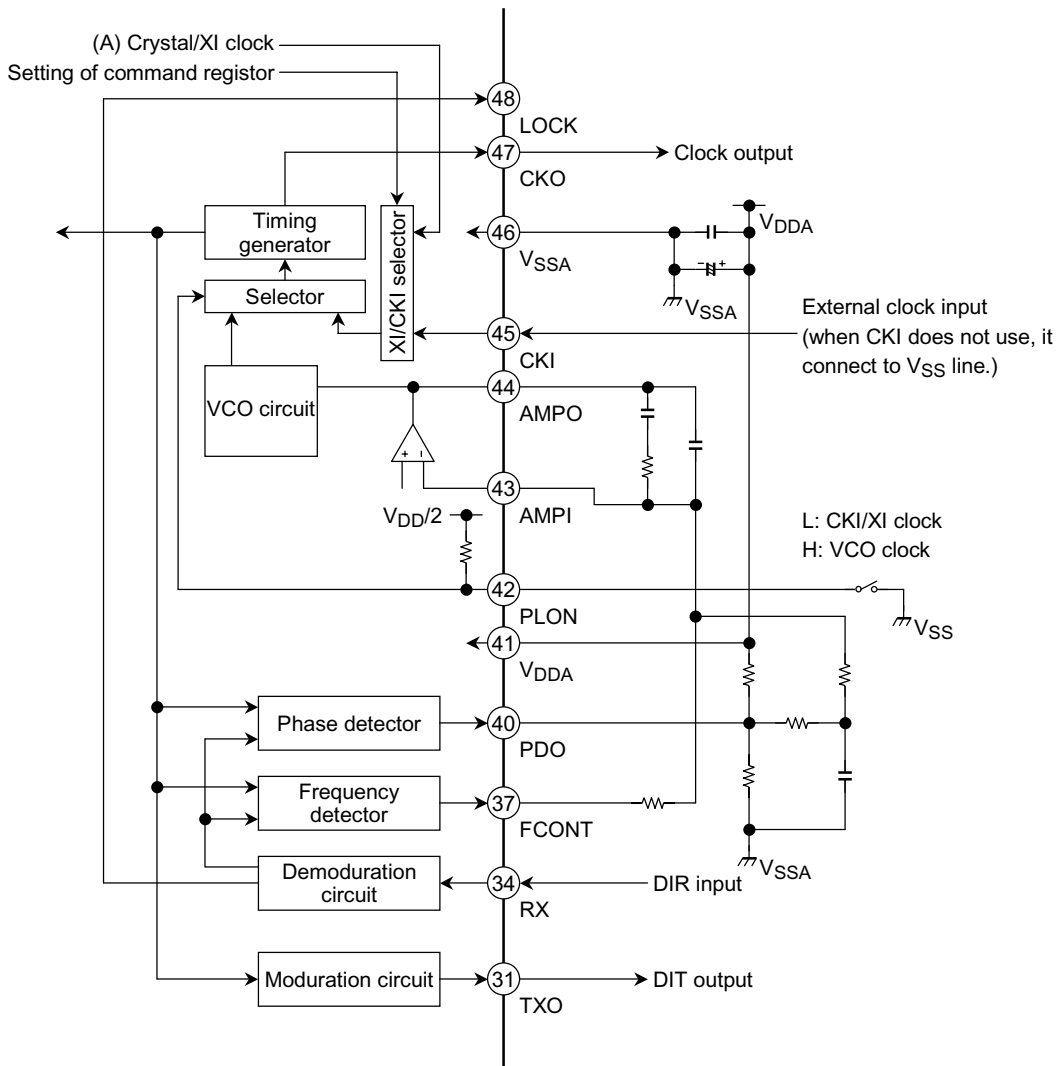 (A) Crystal/XI clock
Setting of command registor
48
LOCK
47
Clock output
CKO
Timing
generator
XI/CKI selector
46
VSSA
VDDA
− +
VSSA
Selector
45
CKI
External clock input
(when CKI does not use, it
connect to VSS line.)
VCO circuit
44
AMPO
+ −
43
AMPI
VDD/2
L: CKI/XI clock
H: VCO clock
42
PLON
VSS
41
VDDA
Phase detector
40
PDO
Frequency
detector
37
FCONT
VSSA
Demoduration
circuit
34
DIR input
RX
Moduration circuit
31
DIT output
TXO